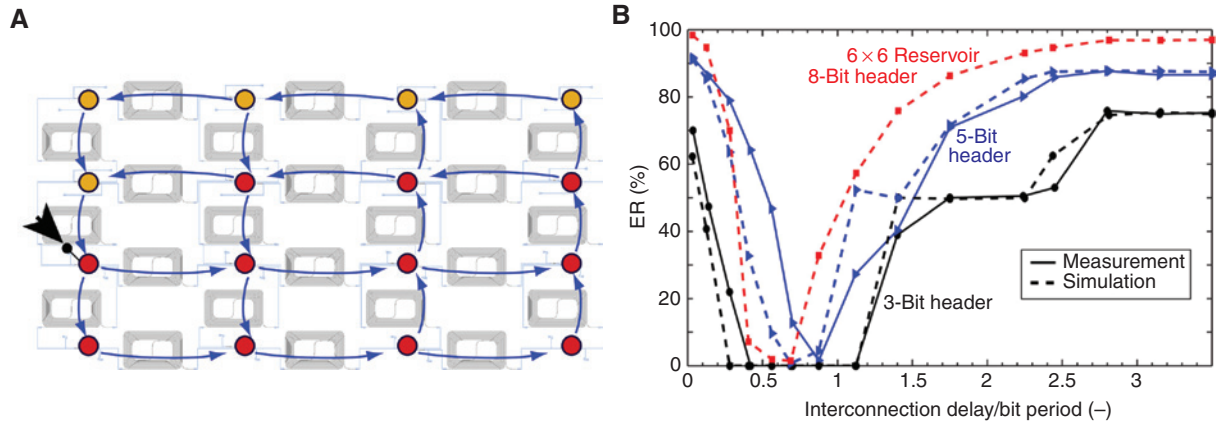 A
B
100
80
60
40
20
0
ER (%)
6 × 6 Reservoir
8-Bit header
5-Bit
header
3-Bit header
Measurement
Simulation
0 0.5 1 1.5 2 2.5 3
Interconnection delay/bit period (–)